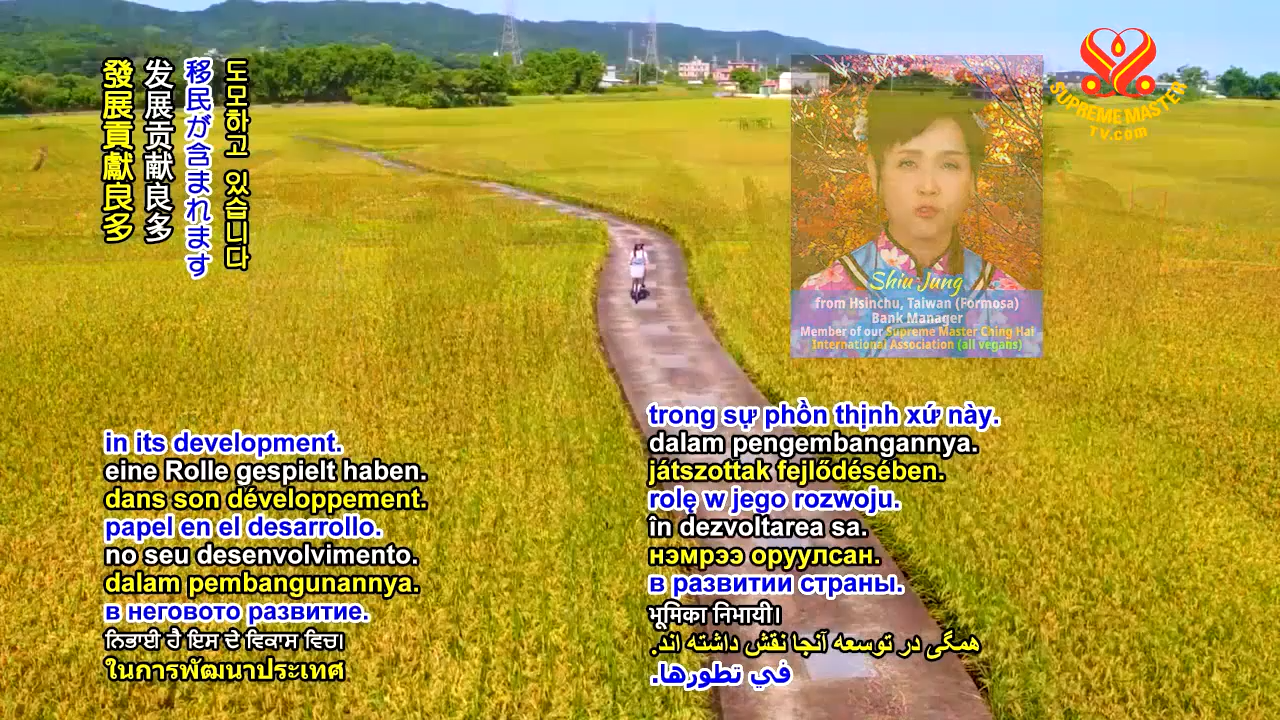 發展貢獻良多
发展贡献良多
移民が含まれます
도모하고 있습니다
SUPREME MASTER
TV.com
Shiu Jung
from Hsinchu, Taiwan (Formosa)
Bank Manager
Member of our Supreme Master Ching Hai
International Association (all vegans)
in its development.
eine Rolle gespielt haben.
dans son développement.
papel en el desarrollo.
no seu desenvolvimento.
dalam pembangunannya.
в неговото развитие.
ਨਿਭਾਈ ਹੈ ਇਸ ਦੇ ਵਿਕਾਸ ਵਿਚ।
ในการพัฒนาประเทศ
trong sự phồn thịnh xứ này.
dalam pengembangannya.
játszottak fejlődésében.
rolę w jego rozwoju.
în dezvoltarea sa.
нэмрээ оруулсан.
в развитии страны.
भूमिका निभायी।
همگی در توسعه آنجا نقش داشته اند.
في تطورها.